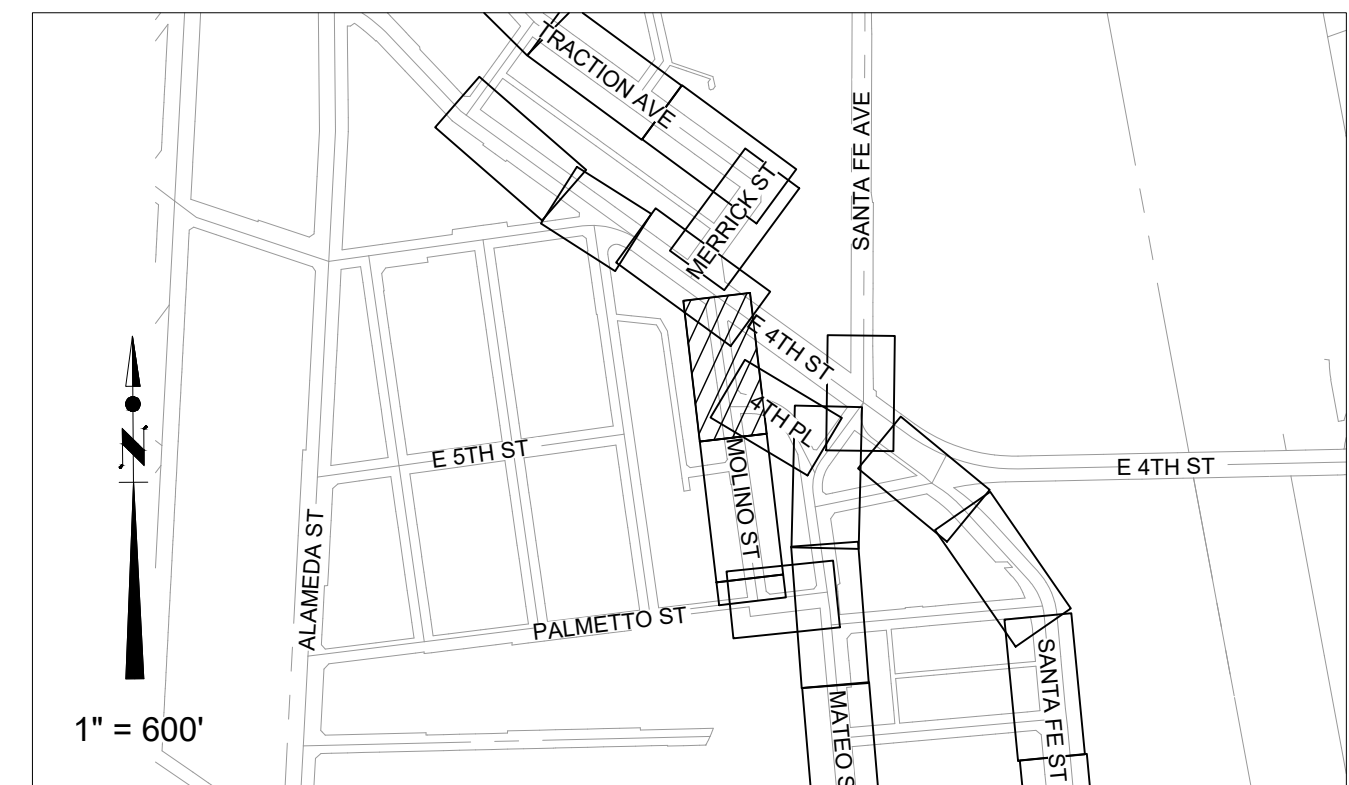 TRACTION AVE
SANTA FE AVE
MERRICK ST
E 4TH ST
4TH PL
E 5TH ST
E 4TH ST
MOLINO ST
ALAMEDA ST
PALMETTO ST
SANTA FE ST
MATEO S
N
1" = 600'